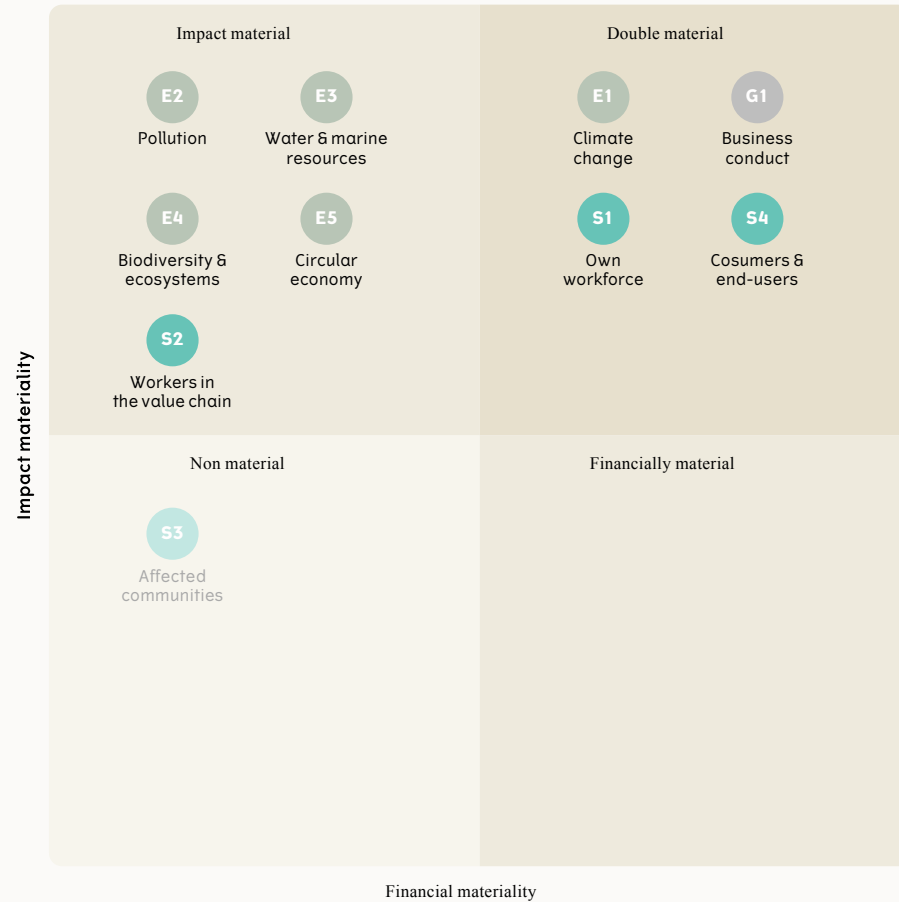 Impact material
Double material
E2
E3
E1
G1
Pollution
Water & marine
resources
Climate
change
Business
conduct
E4
E5
S1
S4
Biodiversity &
ecosystems
Circular
economy
Own
workforce
Cosumers &
end-users
S2
Workers in
the value chain
Impact materiality
Non material
Financially material
S3
Affected
communities
Financial materiality